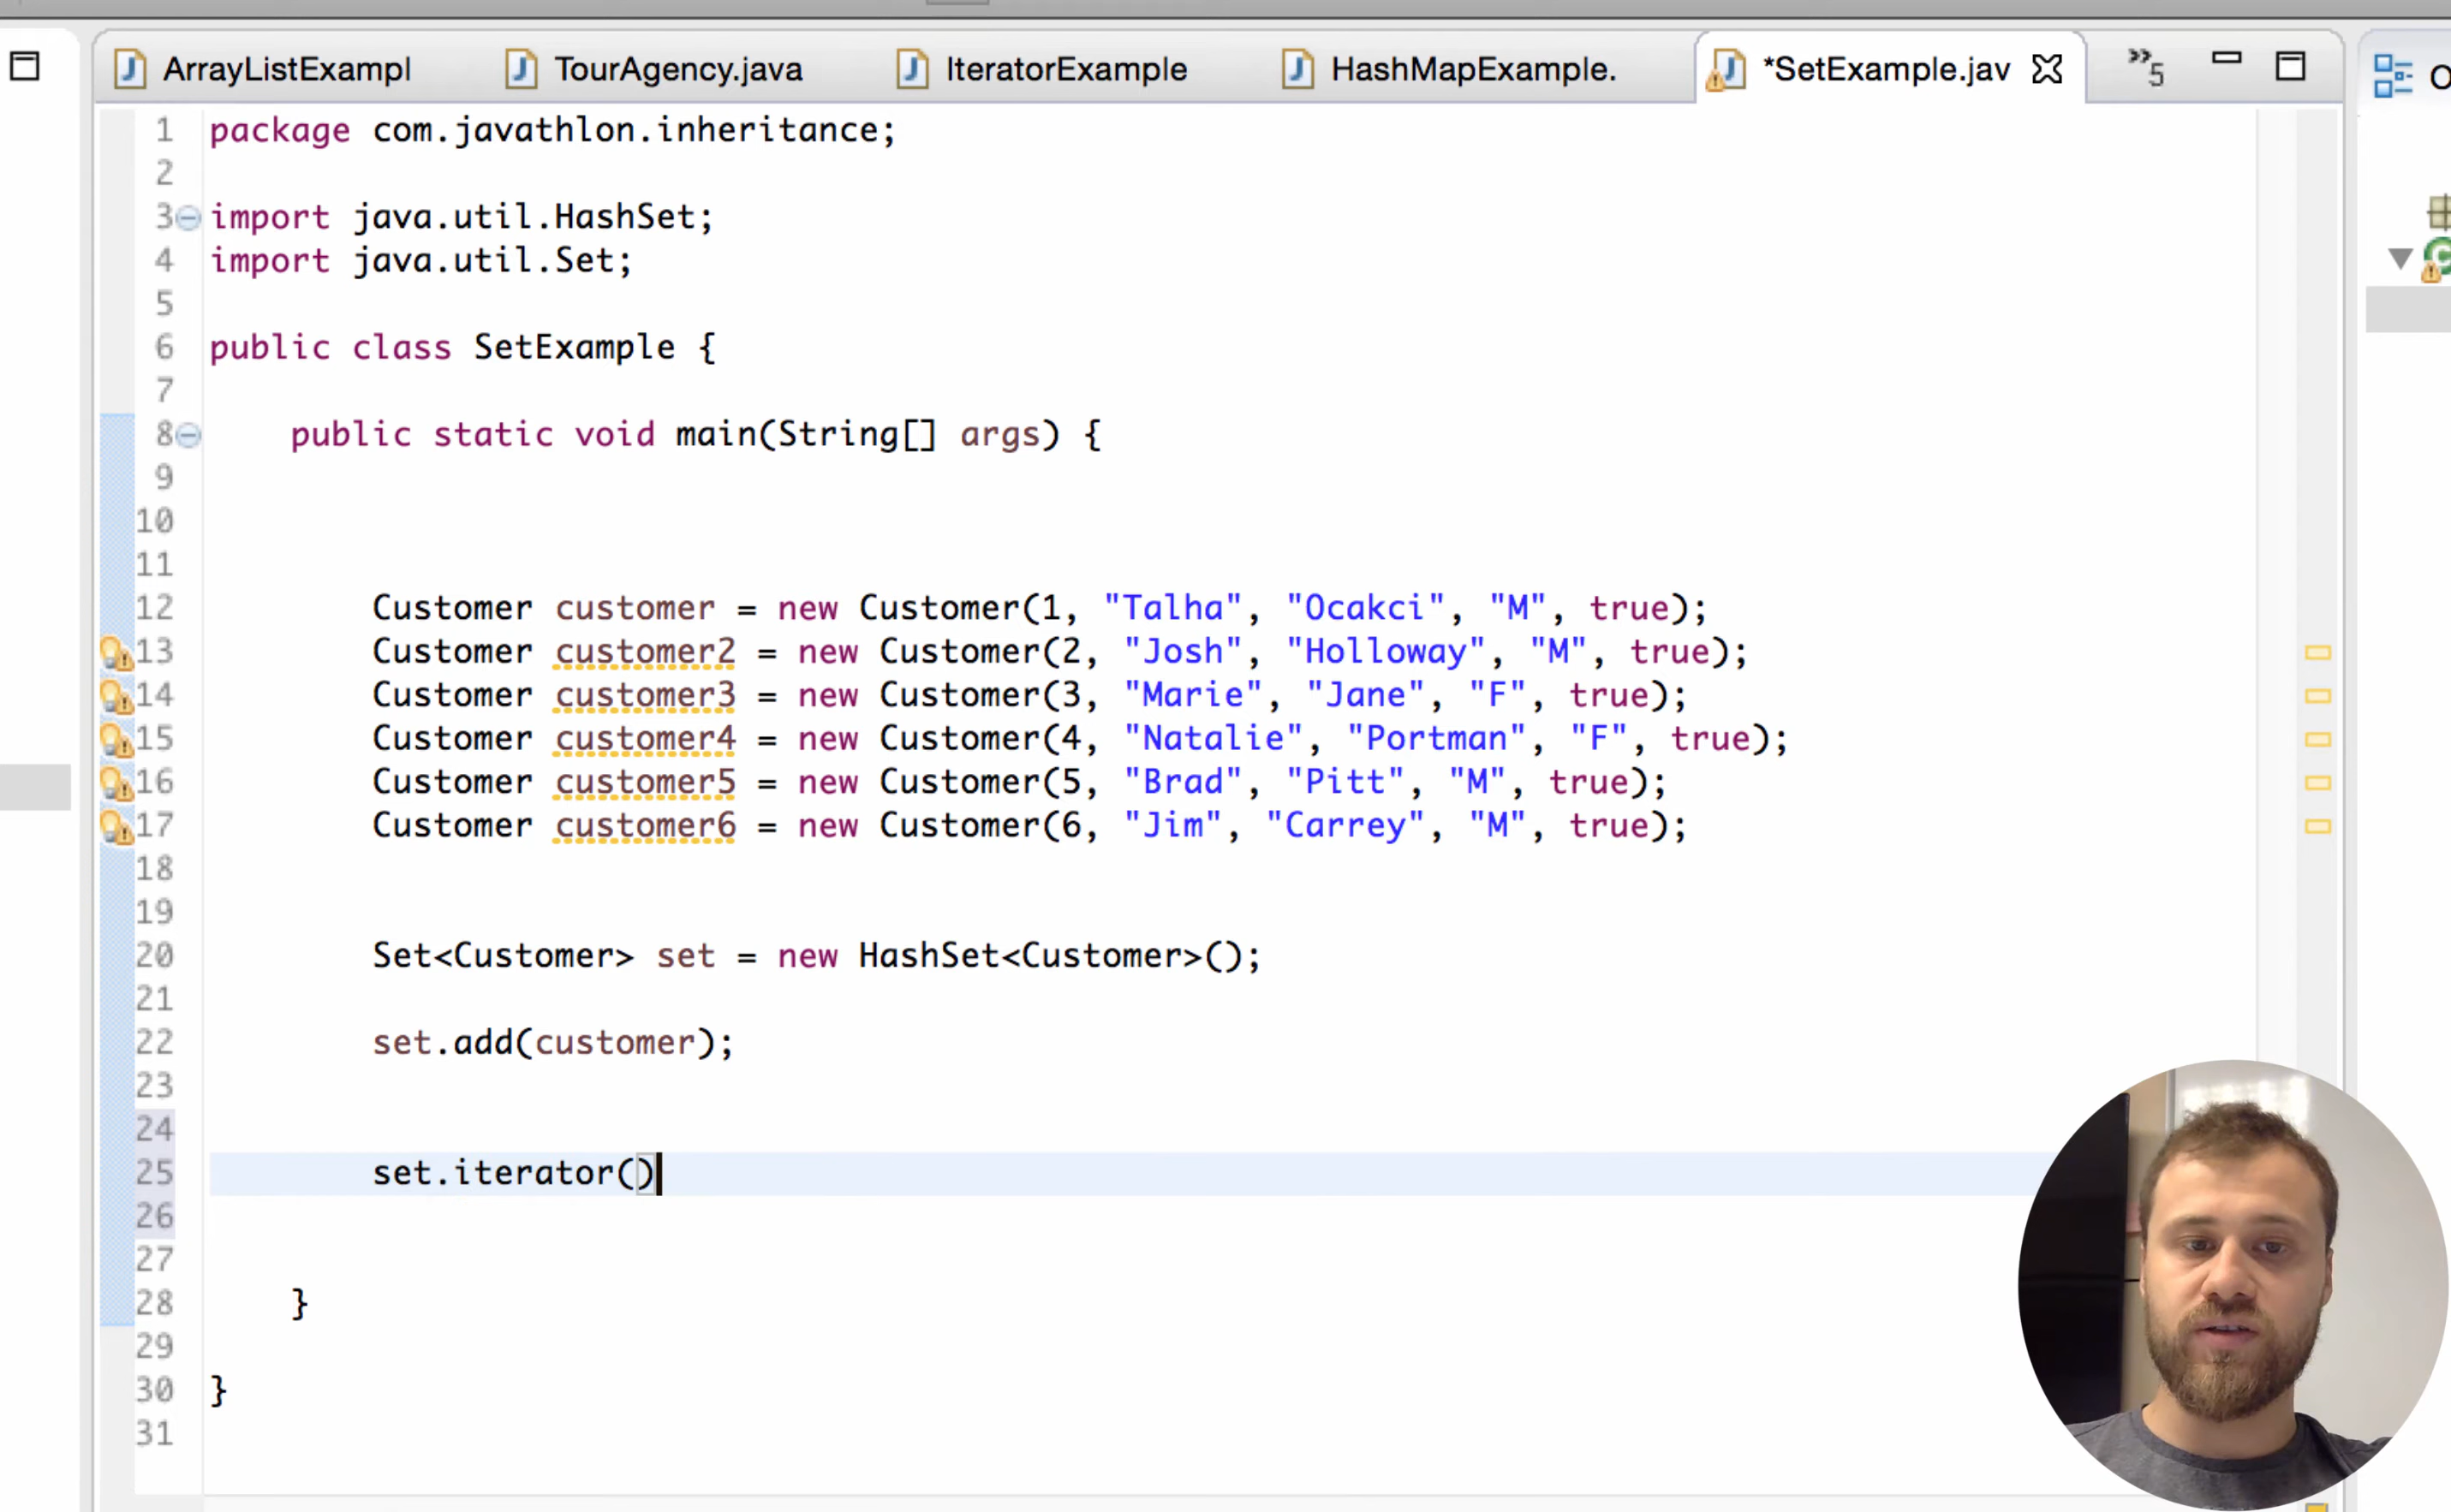 ArrayListExampl TourAgency.java IteratorExample HashMapExample. *SetExample.jav »5 O
1 package com.javathlon.inheritance;
2
3 import java.util.HashSet;
4 import java.util.Set;
5
6 public class SetExample {
7
8 public static void main(String[] args) {
9
10
11
12 Customer customer = new Customer(1, "Talha", "Ocakci", "M", true);
13 Customer customer2 = new Customer(2, "Josh", "Holloway", "M", true);
14 Customer customer3 = new Customer(3, "Marie", "Jane", "F", true);
15 Customer customer4 = new Customer(4, "Natalie", "Portman", "F", true);
16 Customer customer5 = new Customer(5, "Brad", "Pitt", "M", true);
17 Customer customer6 = new Customer(6, "Jim", "Carrey", "M", true);
18
19
20 Set<Customer> set = new HashSet<Customer>();
21
22 set.add(customer);
23
24
25 set.iterator()
26
27
28 }
29
30 }
31